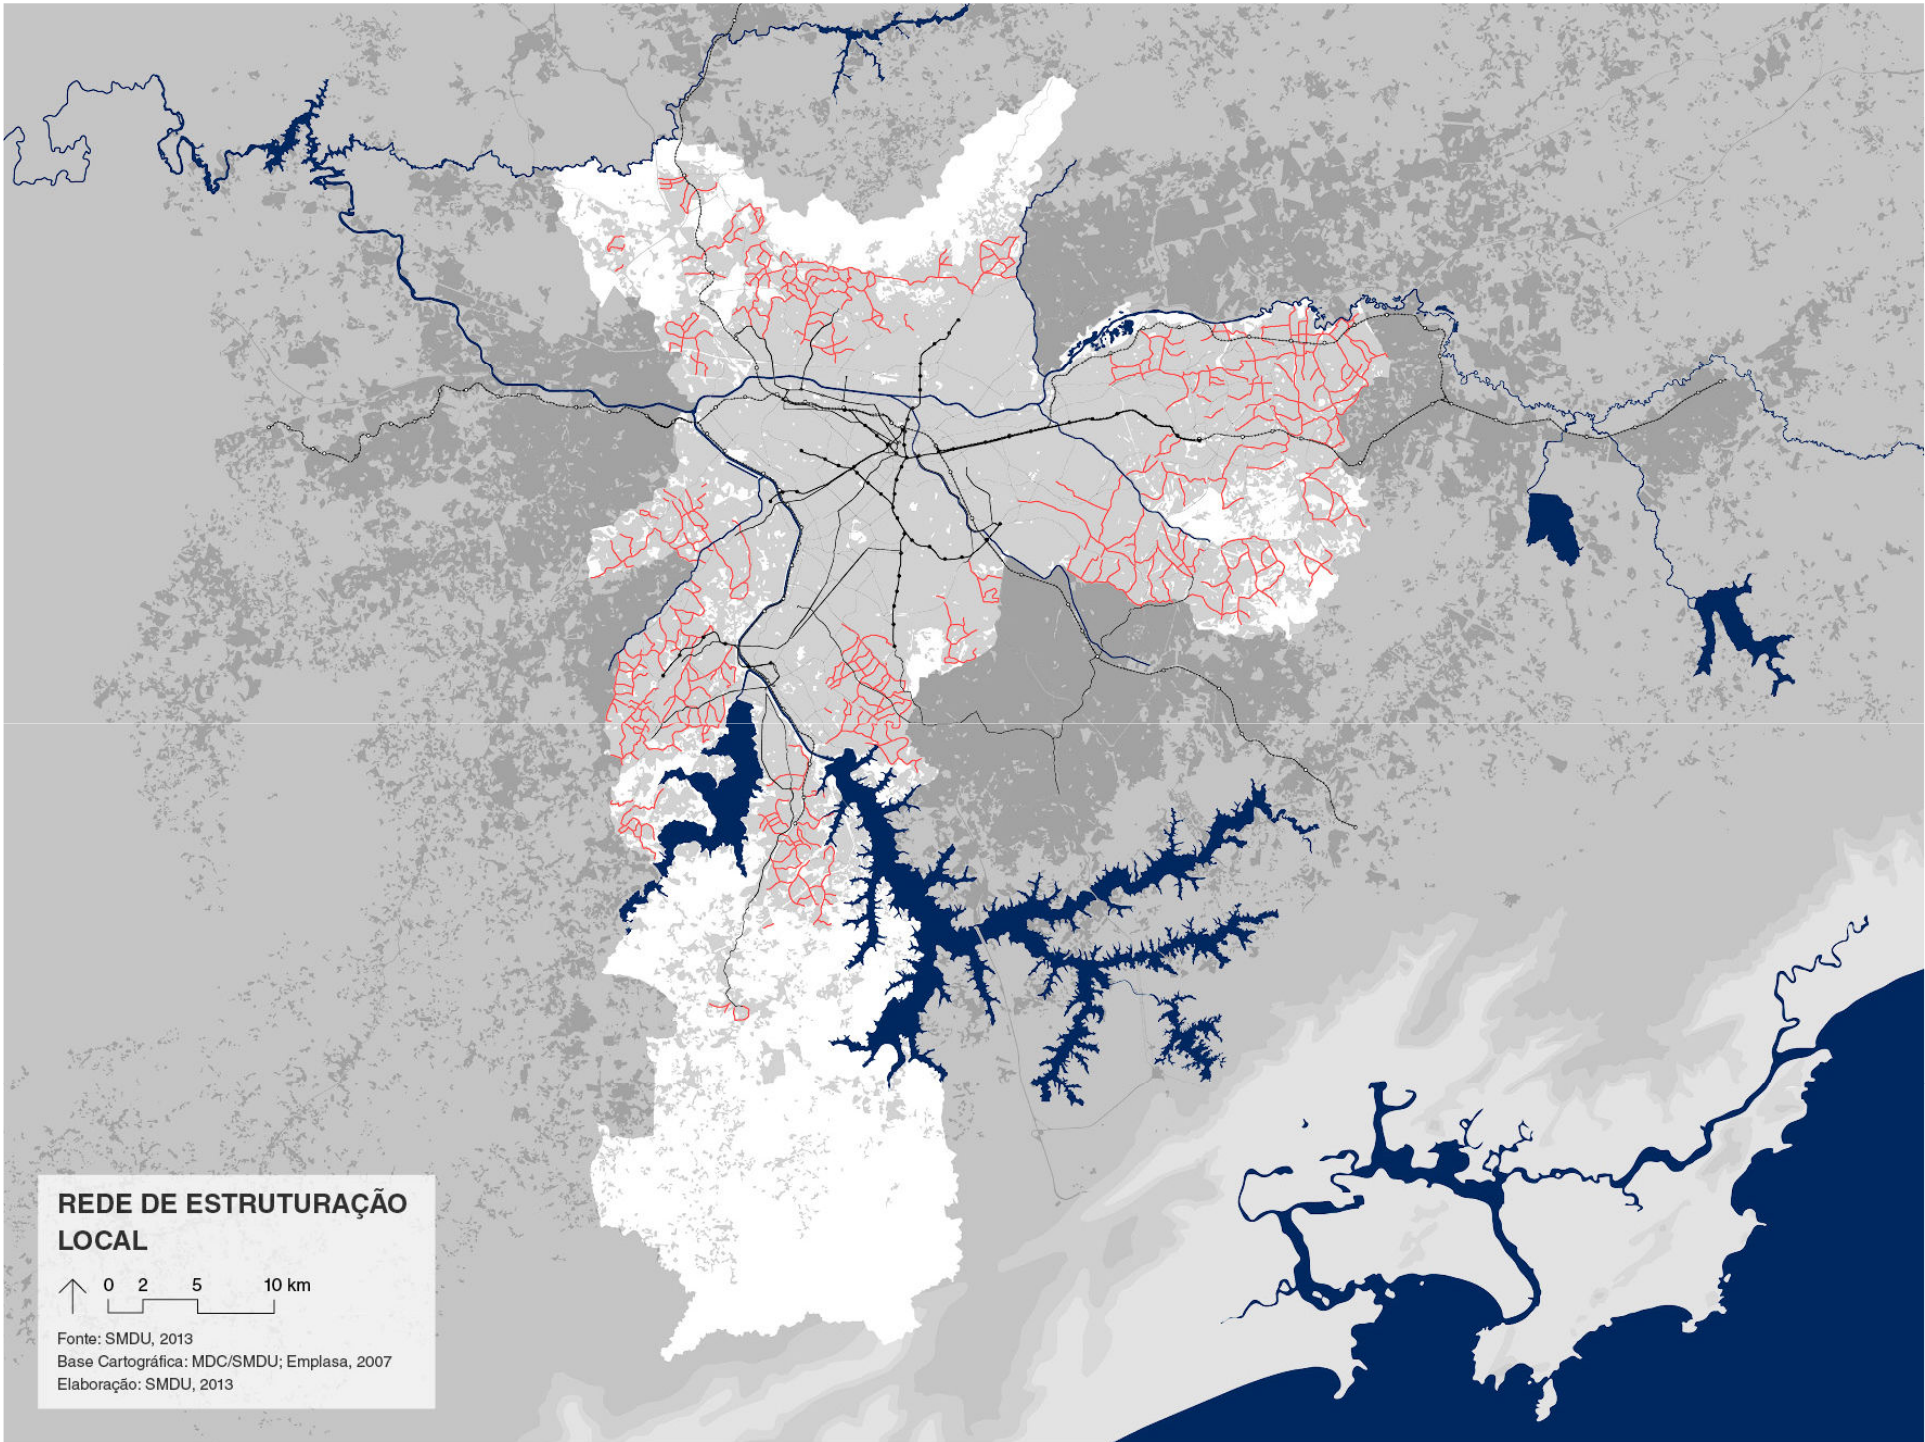 REDE DE ESTRUTURAÇÃO
LOCAL
0 2 5 10 km
Fonte: SMDU, 2013
Base Cartográfica: MDC/SMDU; Emplasa, 2007
Elaboração: SMDU, 2013